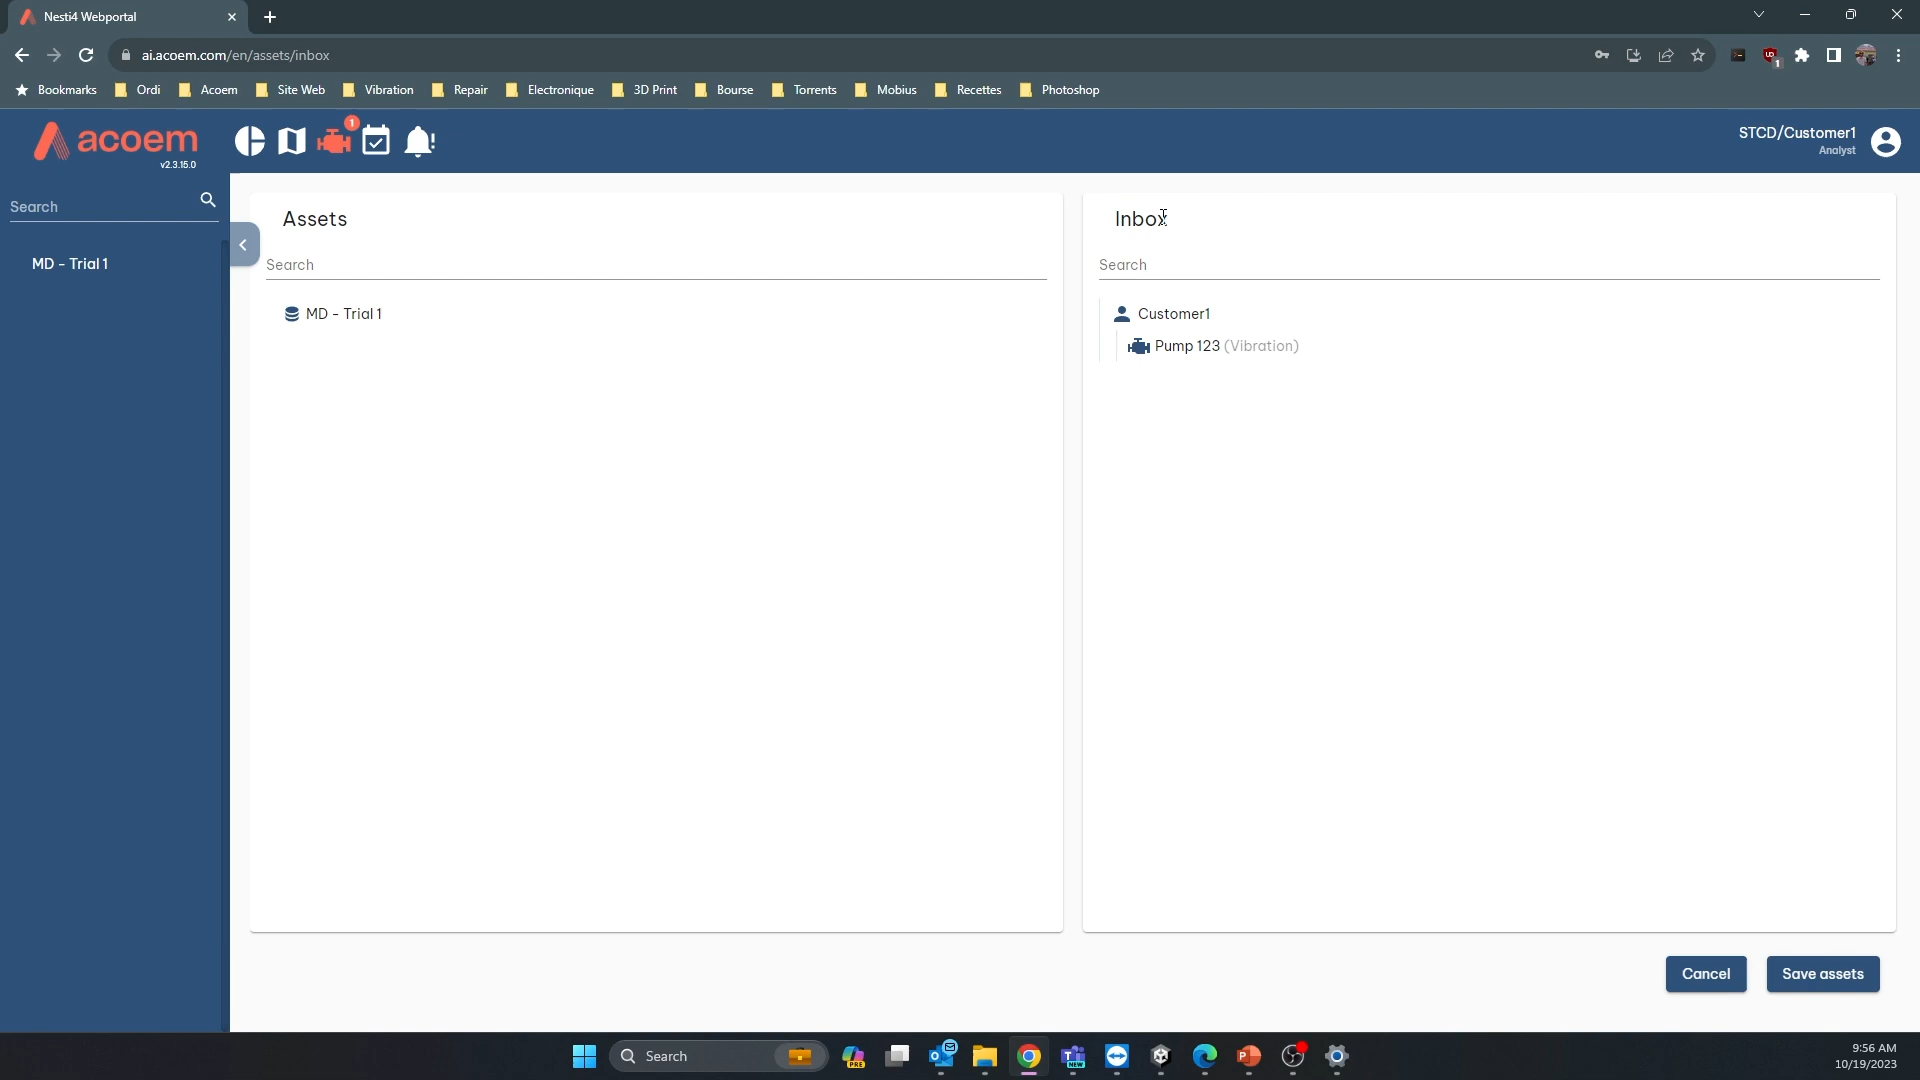 Nesti4 Webportal
ai.acoem.com/en/assets/inbox
1
Bookmarks Ordi Acoem Site Web Vibration Repair Electronique 3D Print Bourse Torrents Mobius Recettes Photoshop
acoem
v2.3.15.0
1
STCD/Customer1
Analyst
Search
MD - Trial 1
Assets
Search
MD - Trial 1
Inbox
Search
Customer1
Pump 123 (Vibration)
Cancel Save assets
Search
PRE
NEW
9:56 AM
10/19/2023